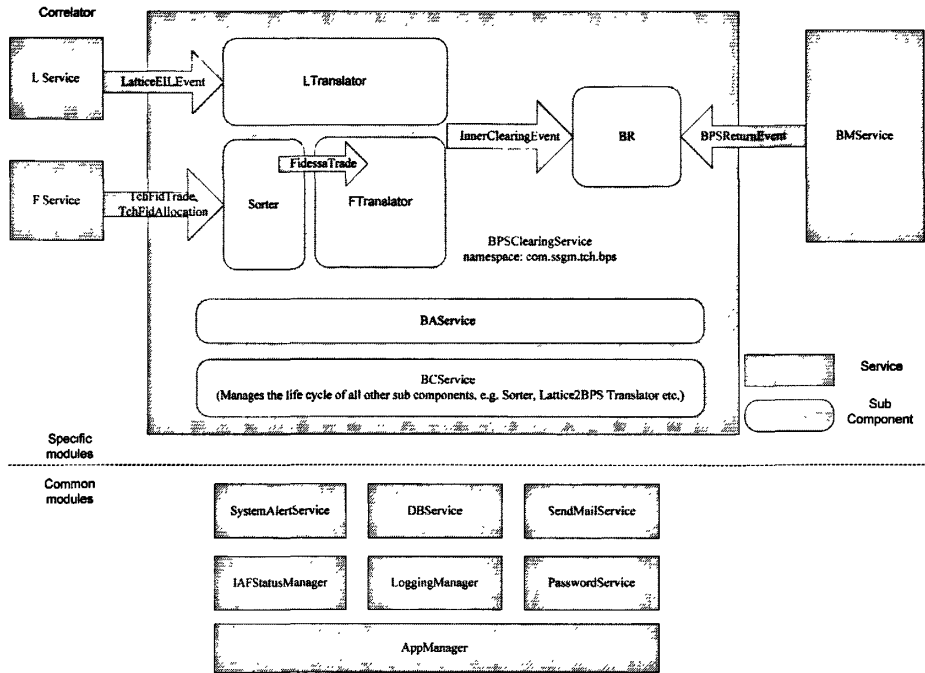 Correlator
L Service
LatticeEILEvent
LTranslator
InnerClearingEvent
BR
BPSReturnEvent
BMService
F Service
TchFidTrade,
TchFidAllocation
Sorter
FidessaTrade
FTranslator
BPSClearingService
namespace: com.ssgm.tch.bps
BAService
BCService
(Manages the life cycle of all other sub components, e.g. Sorter, Lattice2BPS Translator etc.)
Service
Sub
Component
Specific
modules
Common
modules
SystemAlertService
DBService
SendMailService
IAFStatusManager
LoggingManager
PasswordService
AppManager